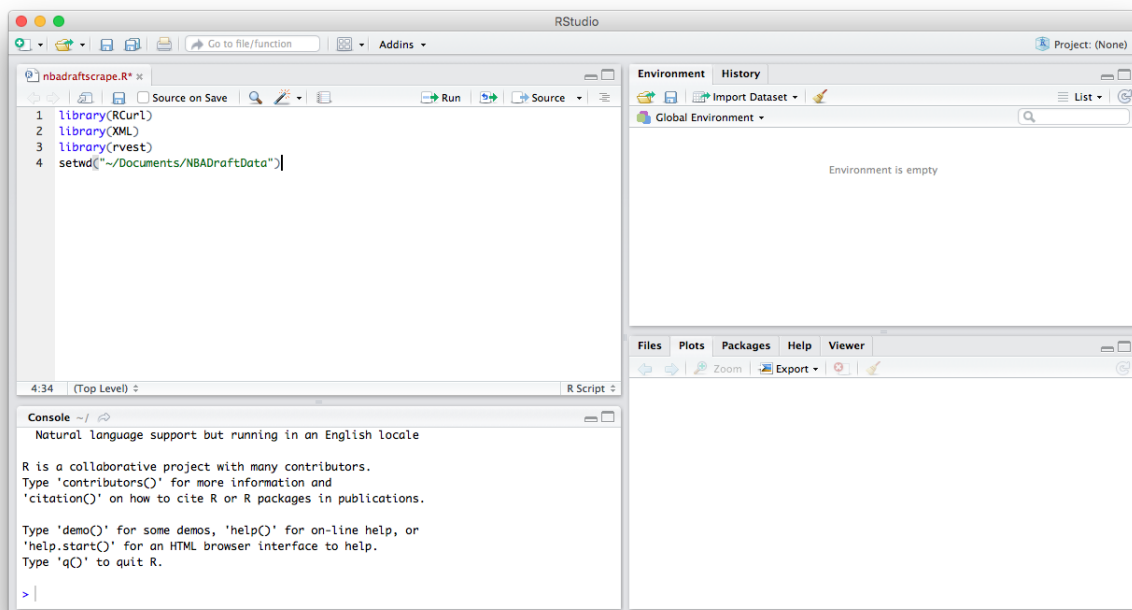 RStudio
Go to file/function
Addins
Project: (None)
nbadraftscrape.R*
Source on Save
Run
Source
1 library(RCurl)
2 library(XML)
3 library(rvest)
4 setwd("~/Documents/NBADraftData")
4:34 (Top Level)
R Script
Console ~/
Natural language support but running in an English locale
R is a collaborative project with many contributors.
Type 'contributors()' for more information and
'citation()' on how to cite R or R packages in publications.
Type 'demo()' for some demos, 'help()' for on-line help, or
'help.start()' for an HTML browser interface to help.
Type 'q()' to quit R.
>
Environment History
Import Dataset
List
Global Environment
Environment is empty
Files Plots Packages Help Viewer
Zoom Export